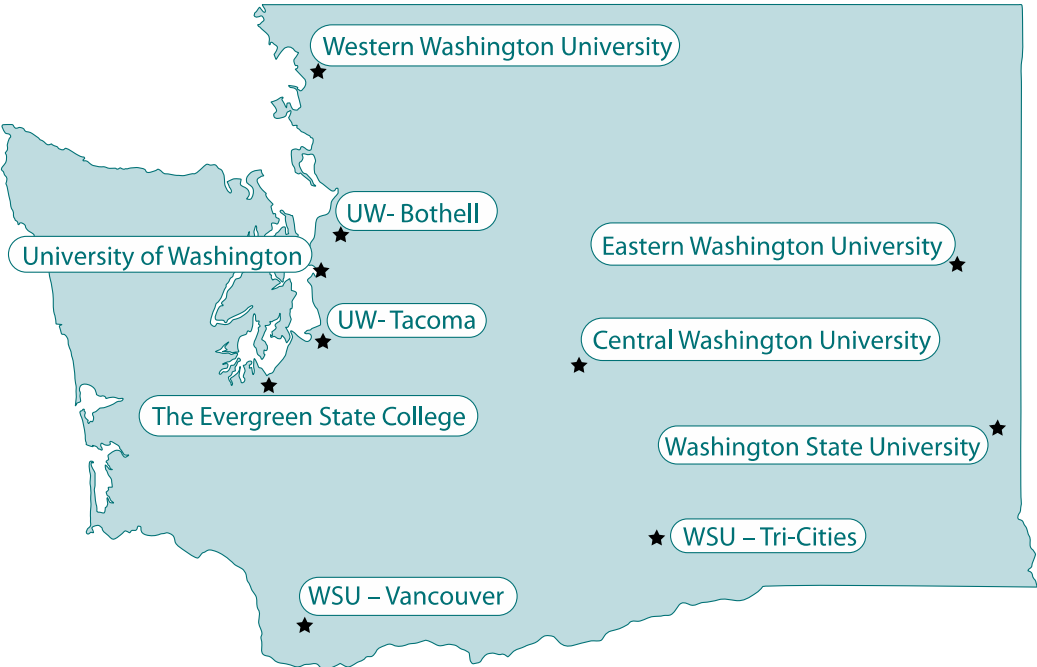 Western Washington University
UW- Bothell
University of Washington
Eastern Washington University
UW- Tacoma
Central Washington University
The Evergreen State College
Washington State University
WSU – Tri-Cities
WSU – Vancouver